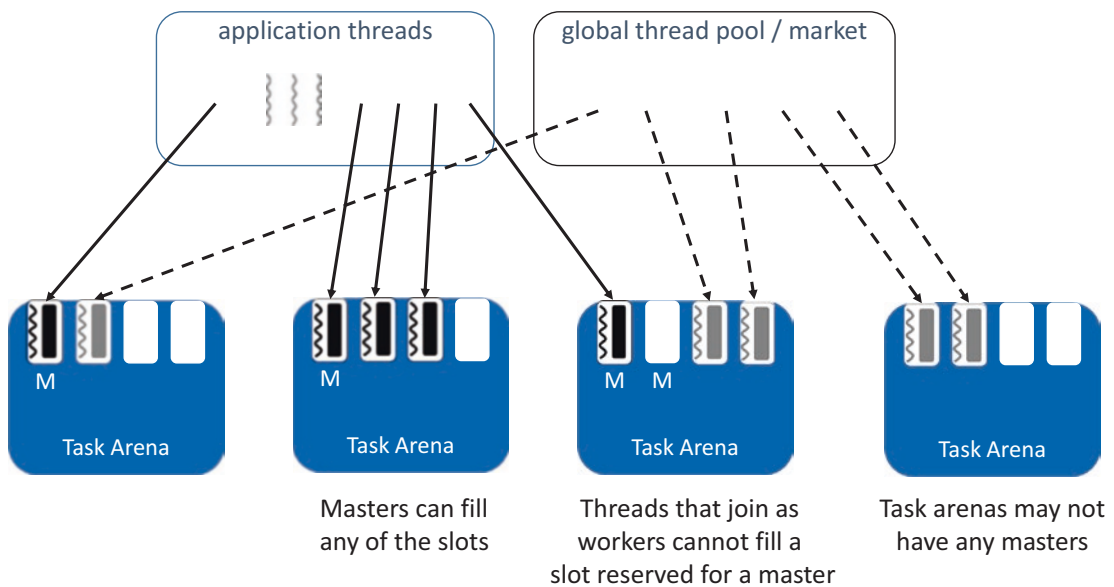 application threads
global thread pool / market
M
M
M
M
Task Arena
Task Arena
Task Arena
Task Arena
Masters can fill
any of the slots
Threads that join as
workers cannot fill a
slot reserved for a master
Task arenas may not
have any masters